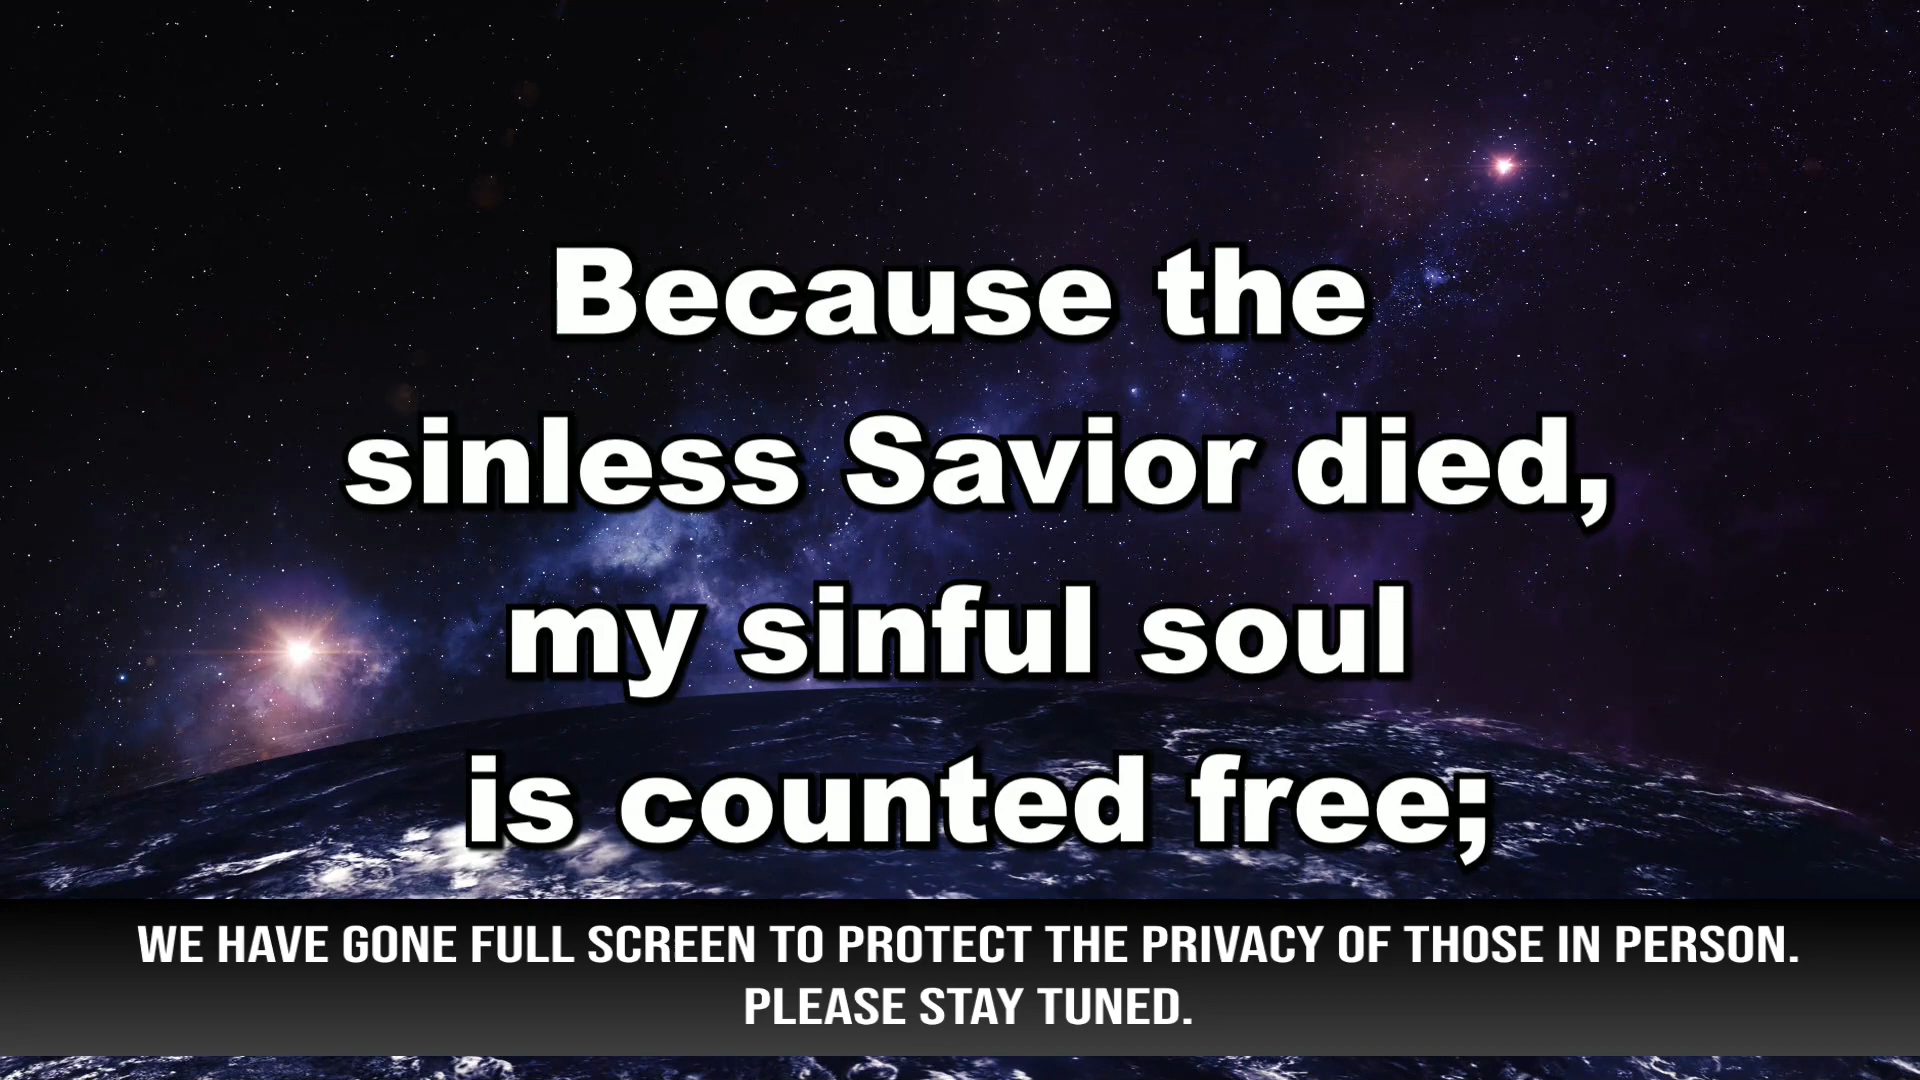 Because the
sinless Savior died,
my sinful soul
is counted free;
WE HAVE GONE FULL SCREEN TO PROTECT THE PRIVACY OF THOSE IN PERSON.
PLEASE STAY TUNED.